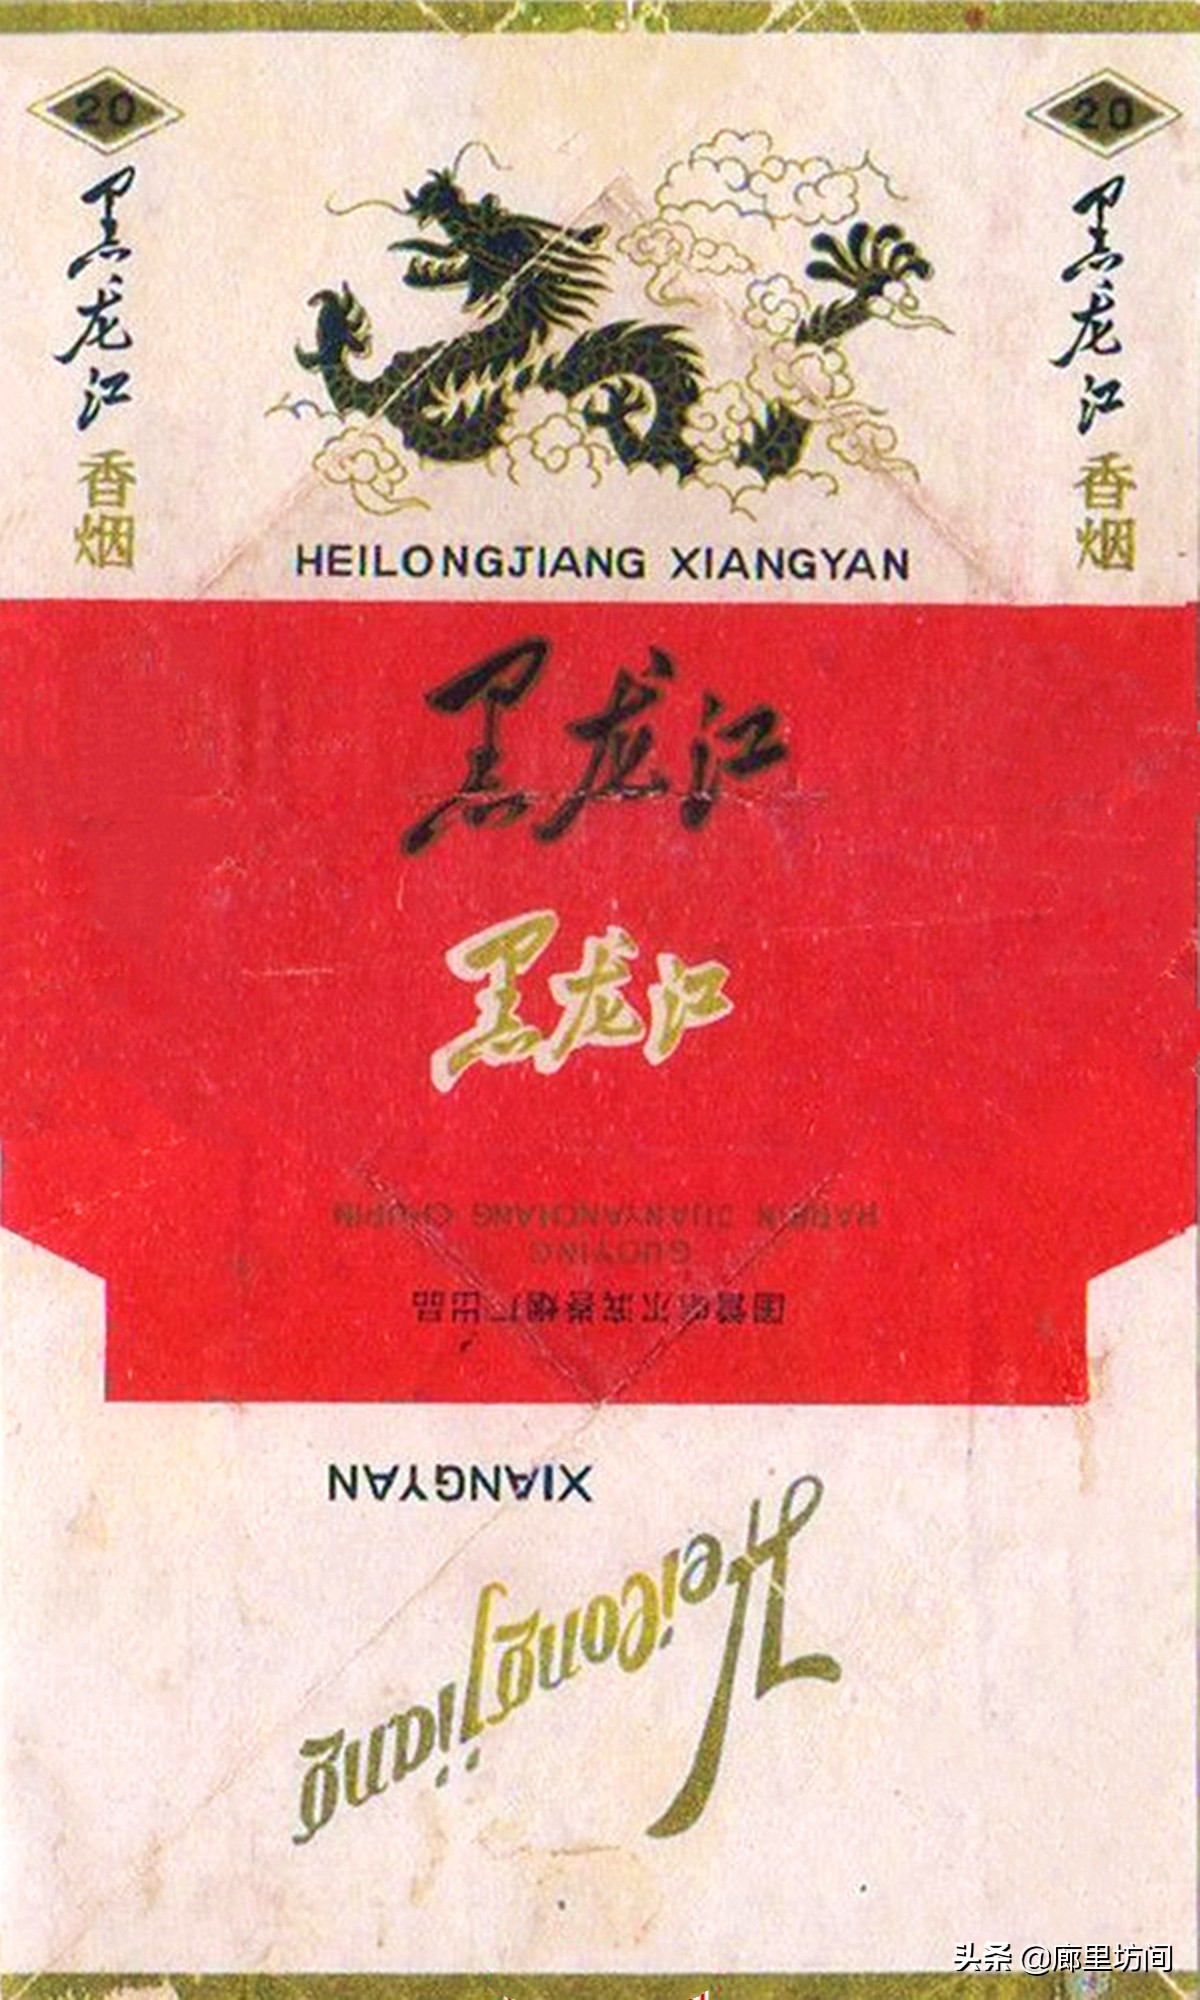 20
20
黑龙江
香烟
黑龙江
香烟
HEILONGJIANG XIANGYAN
黑龙江
黑龙江
HARBIN JUANYANCHANG CHUPIN
GUOYING
国营哈尔滨卷烟厂出品
XIANGYAN
Heilongjiang
头条 @廊里坊间